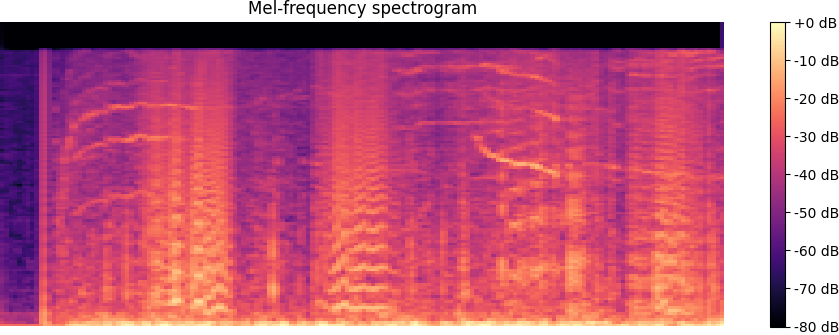 Mel-frequency spectrogram
+0 dB
-10 dB
-20 dB
-30 dB
-40 dB
-50 dB
-60 dB
-70 dB
-80 dB